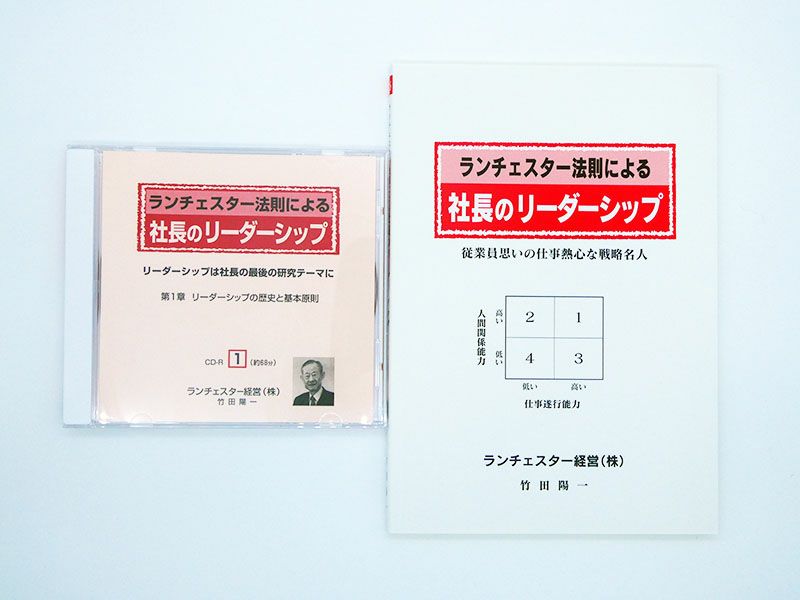 ランチェスター法則による
社長のリーダーシップ
リーダーシップは社長の最後の研究テーマに
第1章 リーダーシップの歴史と基本原則
CD-R 1 (約68分)
ランチェスター経営(株)
竹田陽一
ランチェスター法則による
社長のリーダーシップ
従業員思いの仕事熱心な戦略名人
人間関係能力
高い
2 1
低い
4 3
低い 高い
仕事遂行能力
ランチェスター経営(株)
竹田陽一